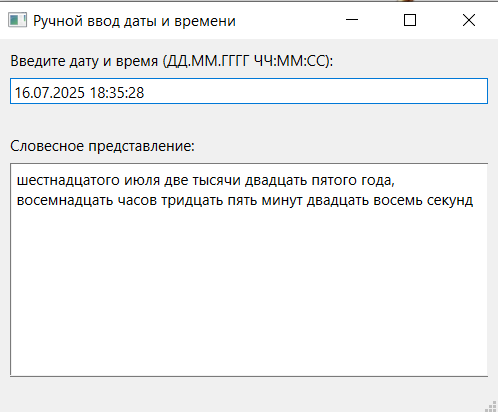 Ручной ввод даты и времени
Введите дату и время (ДД.ММ.ГГГГ ЧЧ:ММ:СС):
16.07.2025 18:35:28
Словесное представление:
шестнадцатого июля две тысячи двадцать пятого года,
восемнадцать часов тридцать пять минут двадцать восемь секунд